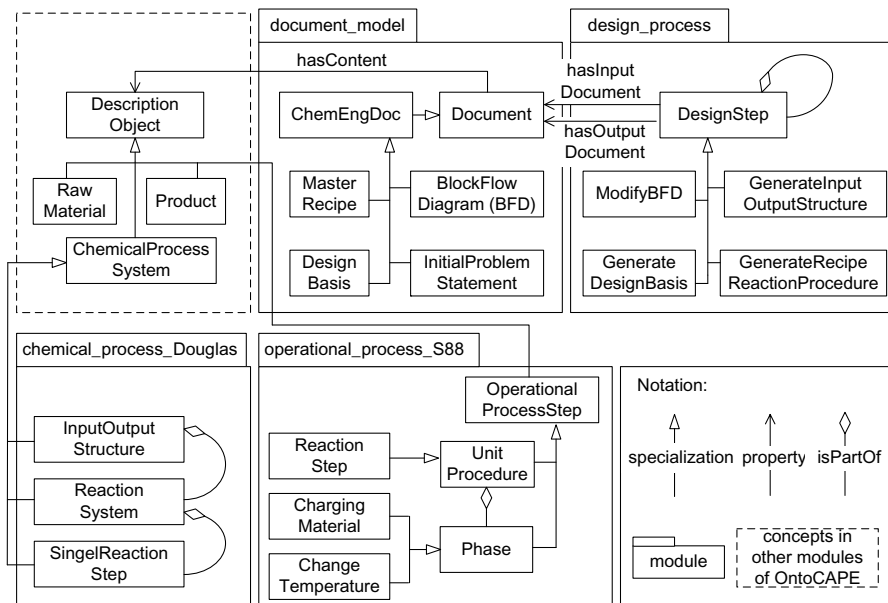 document_model
design_process
hasContent
hasInput
Document
hasOutput
Document
Description
Object
ChemEngDoc
Document
DesignStep
Raw
Material
Product
ChemicalProcess
System
Master
Recipe
BlockFlow
Diagram (BFD)
Design
Basis
InitialProblem
Statement
ModifyBFD
GenerateInput
OutputStructure
Generate
DesignBasis
GenerateRecipe
ReactionProcedure
chemical_process_Douglas
InputOutput
Structure
Reaction
System
SingelReaction
Step
operational_process_S88
Operational
ProcessStep
Reaction
Step
Unit
Procedure
Charging
Material
Change
Temperature
Phase
Notation:
specialization
property
isPartOf
module
concepts in
other modules
of OntoCAPE